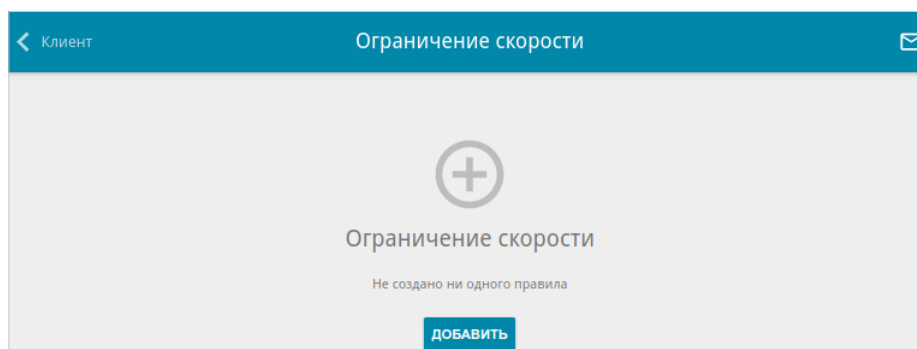 Клиент
Ограничение скорости
Ограничение скорости
Не создано ни одного правила
ДОБАВИТЬ